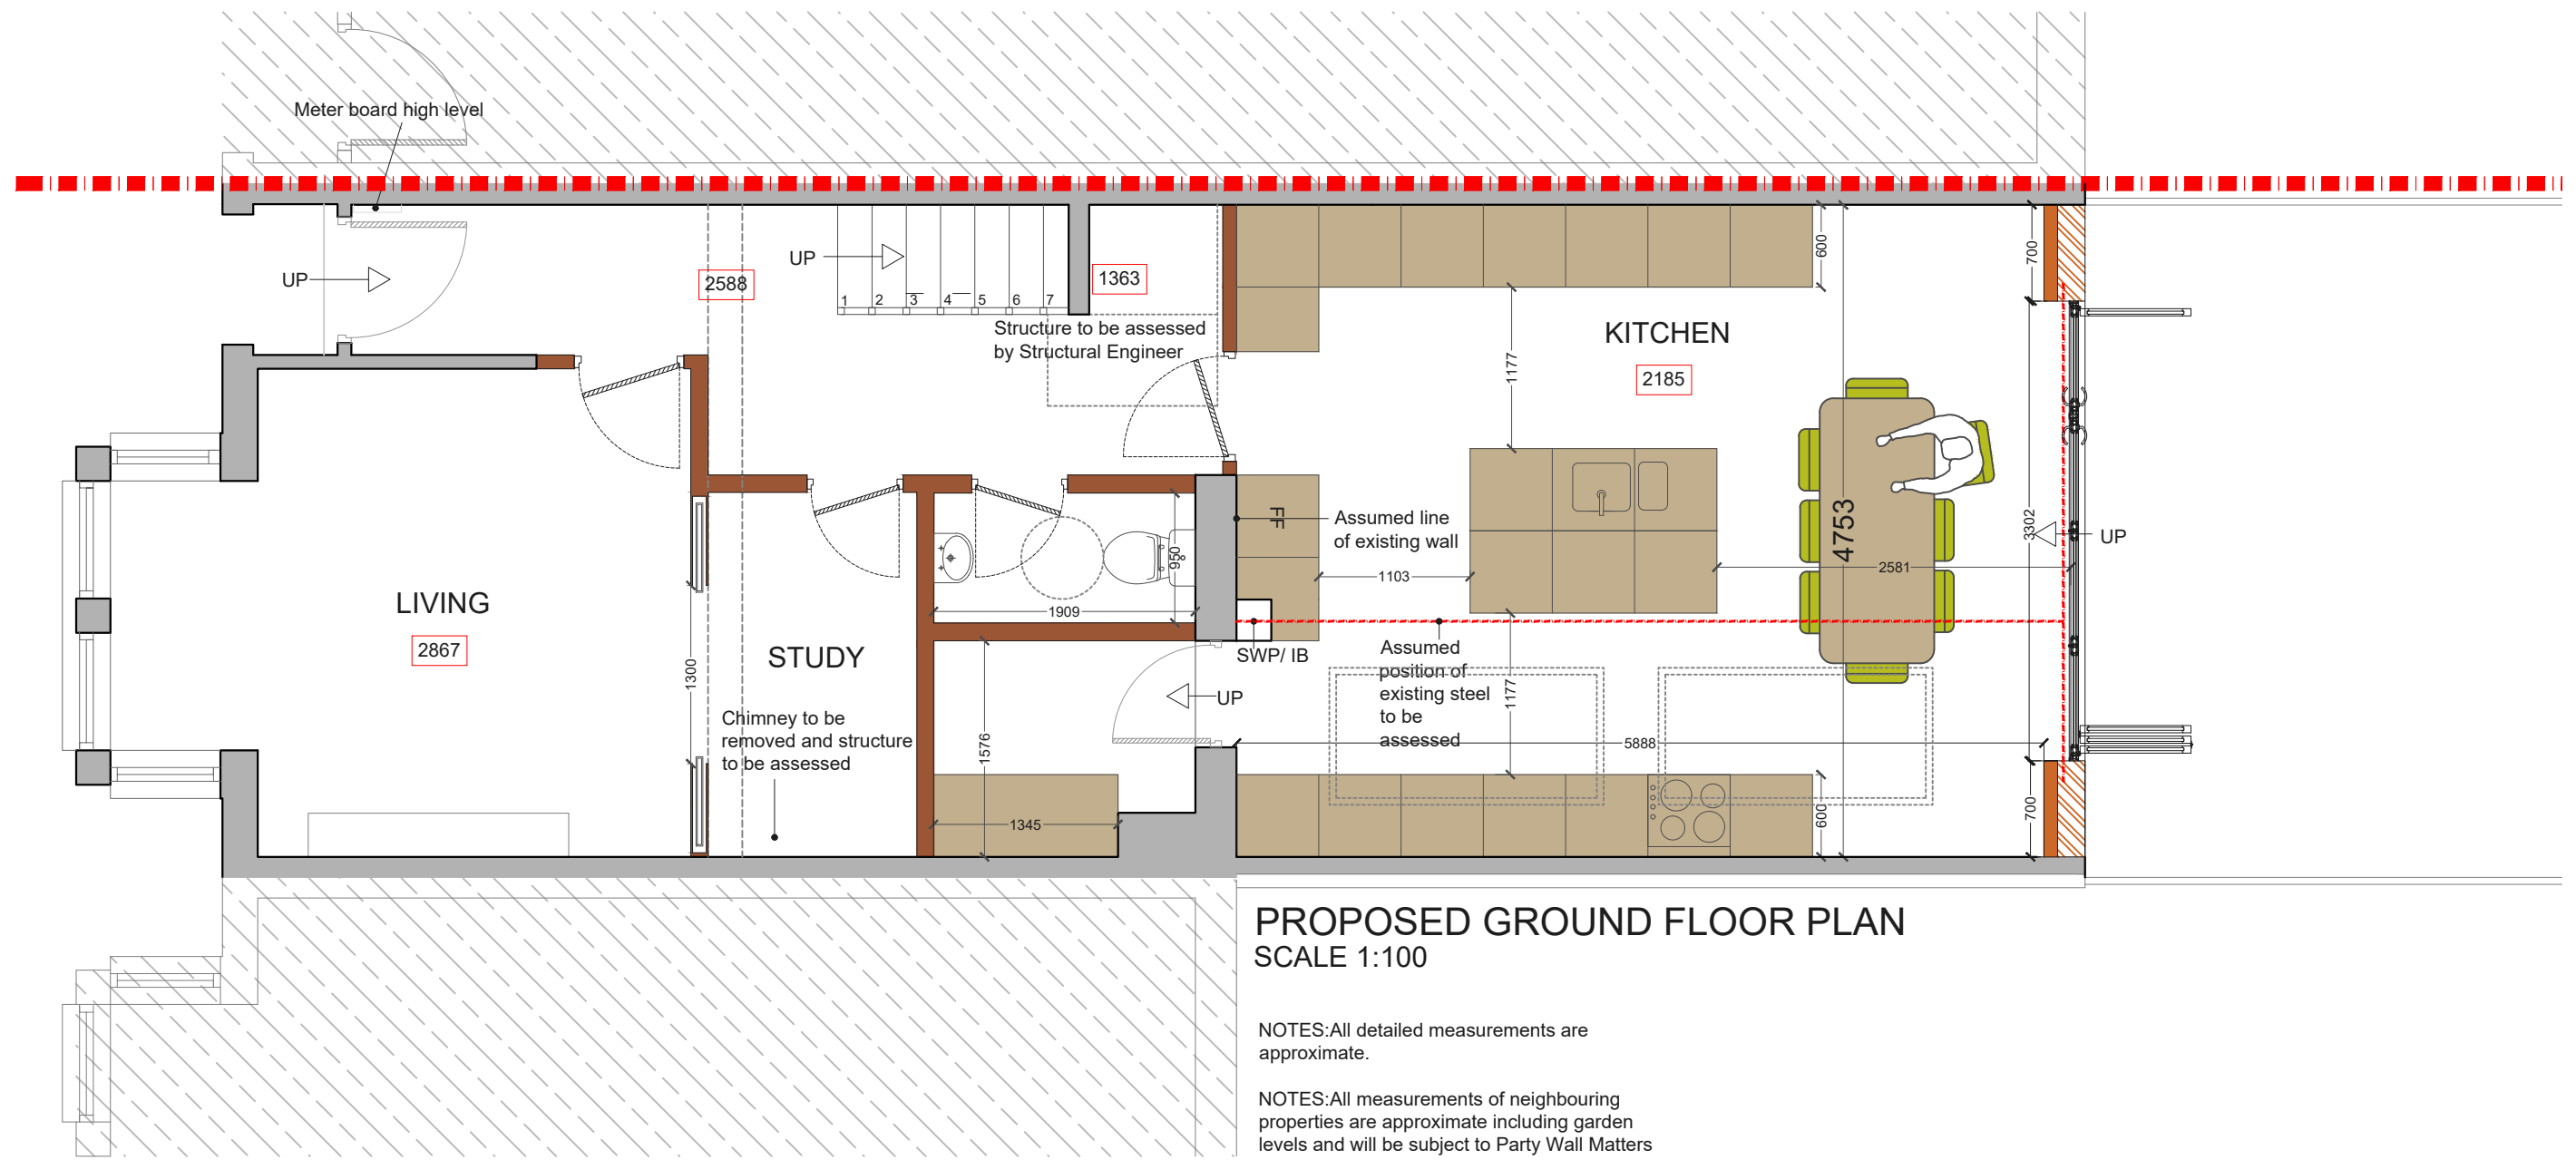 Meter board high level
UP
2588
UP
1 2 3 4 5 6 7
1363
Structure to be assessed
by Structural Engineer
600
700
KITCHEN
2185
1177
4753
3302
UP
2581
FF
Assumed line
of existing wall
1103
950
1909
LIVING
2867
STUDY
1300
Chimney to be
removed and structure
to be assessed
1576
1345
SWP/ IB
UP
Assumed
position of
existing steel
to be
assessed
1177
5888
600
700
PROPOSED GROUND FLOOR PLAN
SCALE 1:100
NOTES:All detailed measurements are
approximate.
NOTES:All measurements of neighbouring
properties are approximate including garden
levels and will be subject to Party Wall Matters